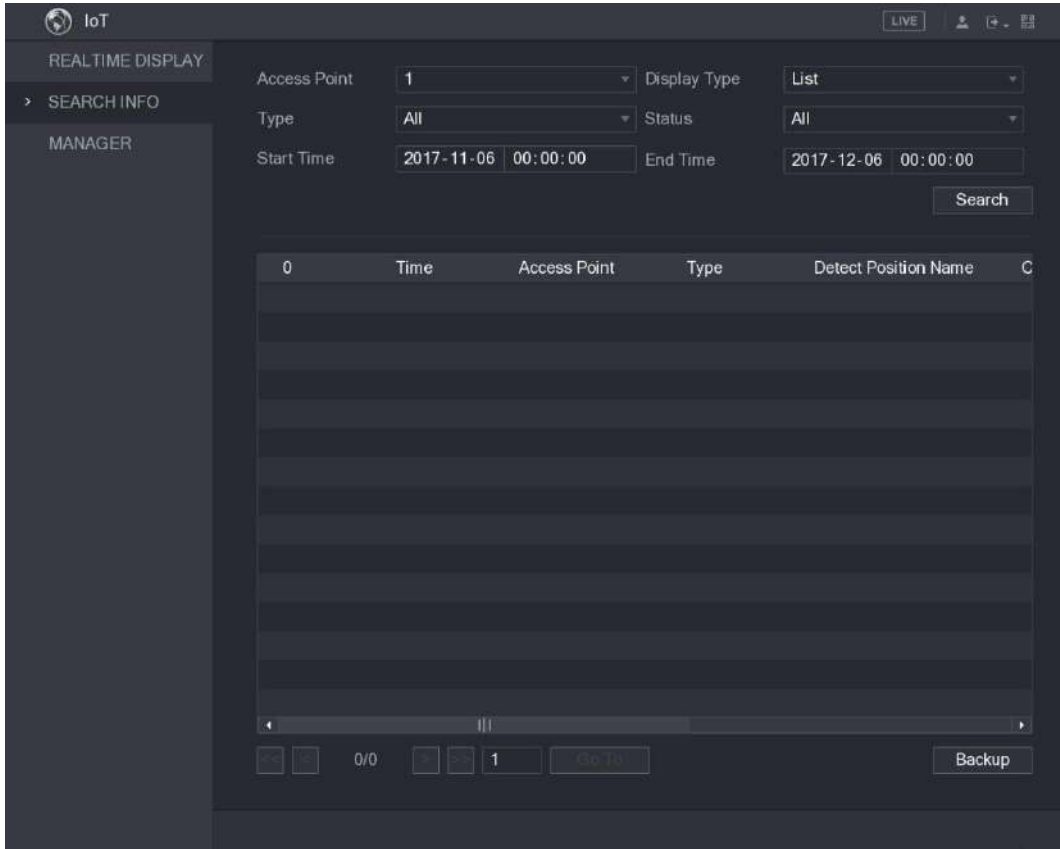 IoT
LIVE
REALTIME DISPLAY
> SEARCH INFO
MANAGER
Access Point 1 Display Type List
Type All Status All
Start Time 2017-11-06 00:00:00 End Time 2017-12-06 00:00:00
Search
0 Time Access Point Type Detect Position Name C
<< < 0/0 > >> 1 Go To Backup